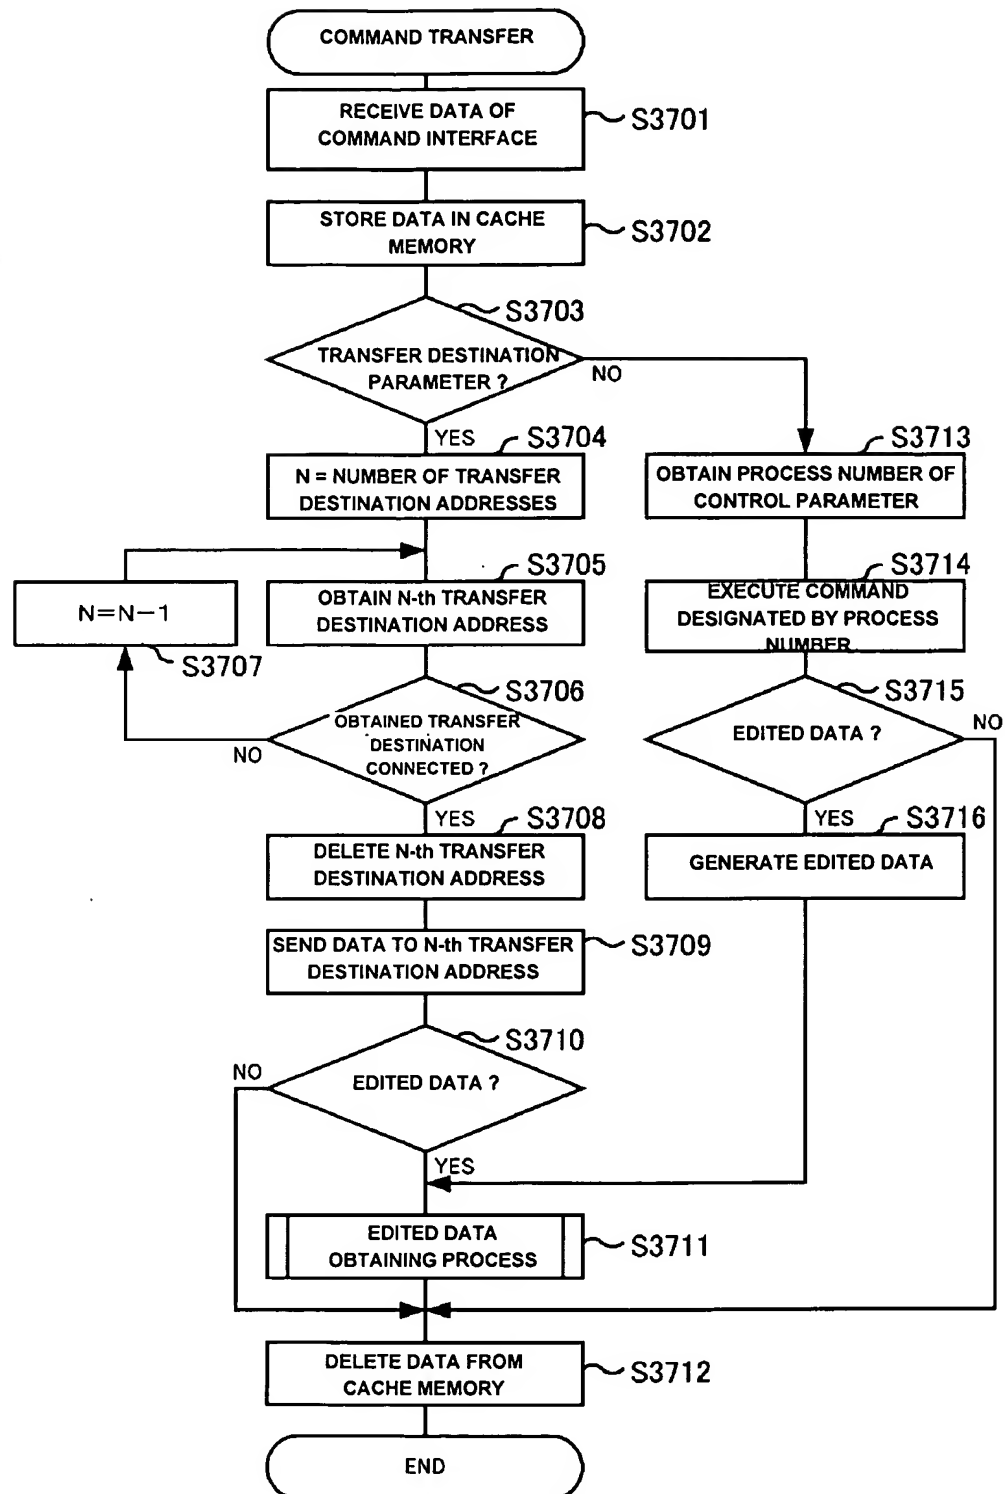 COMMAND TRANSFER
RECEIVE DATA OF
COMMAND INTERFACE
S3701
STORE DATA IN CACHE
MEMORY
S3702
S3703
TRANSFER DESTINATION
PARAMETER ?
NO
YES
S3704
N = NUMBER OF TRANSFER
DESTINATION ADDRESSES
S3713
OBTAIN PROCESS NUMBER OF
CONTROL PARAMETER
S3705
OBTAIN N-th TRANSFER
DESTINATION ADDRESS
N=N-1
S3707
S3714
EXECUTE COMMAND
DESIGNATED BY PROCESS
NUMBER
S3706
OBTAINED TRANSFER
DESTINATION
CONNECTED ?
NO
YES
S3715
EDITED DATA ?
NO
YES
S3708
DELETE N-th TRANSFER
DESTINATION ADDRESS
S3716
GENERATE EDITED DATA
SEND DATA TO N-th TRANSFER
DESTINATION ADDRESS
S3709
S3710
EDITED DATA ?
NO
YES
EDITED DATA
OBTAINING PROCESS
S3711
DELETE DATA FROM
CACHE MEMORY
S3712
END